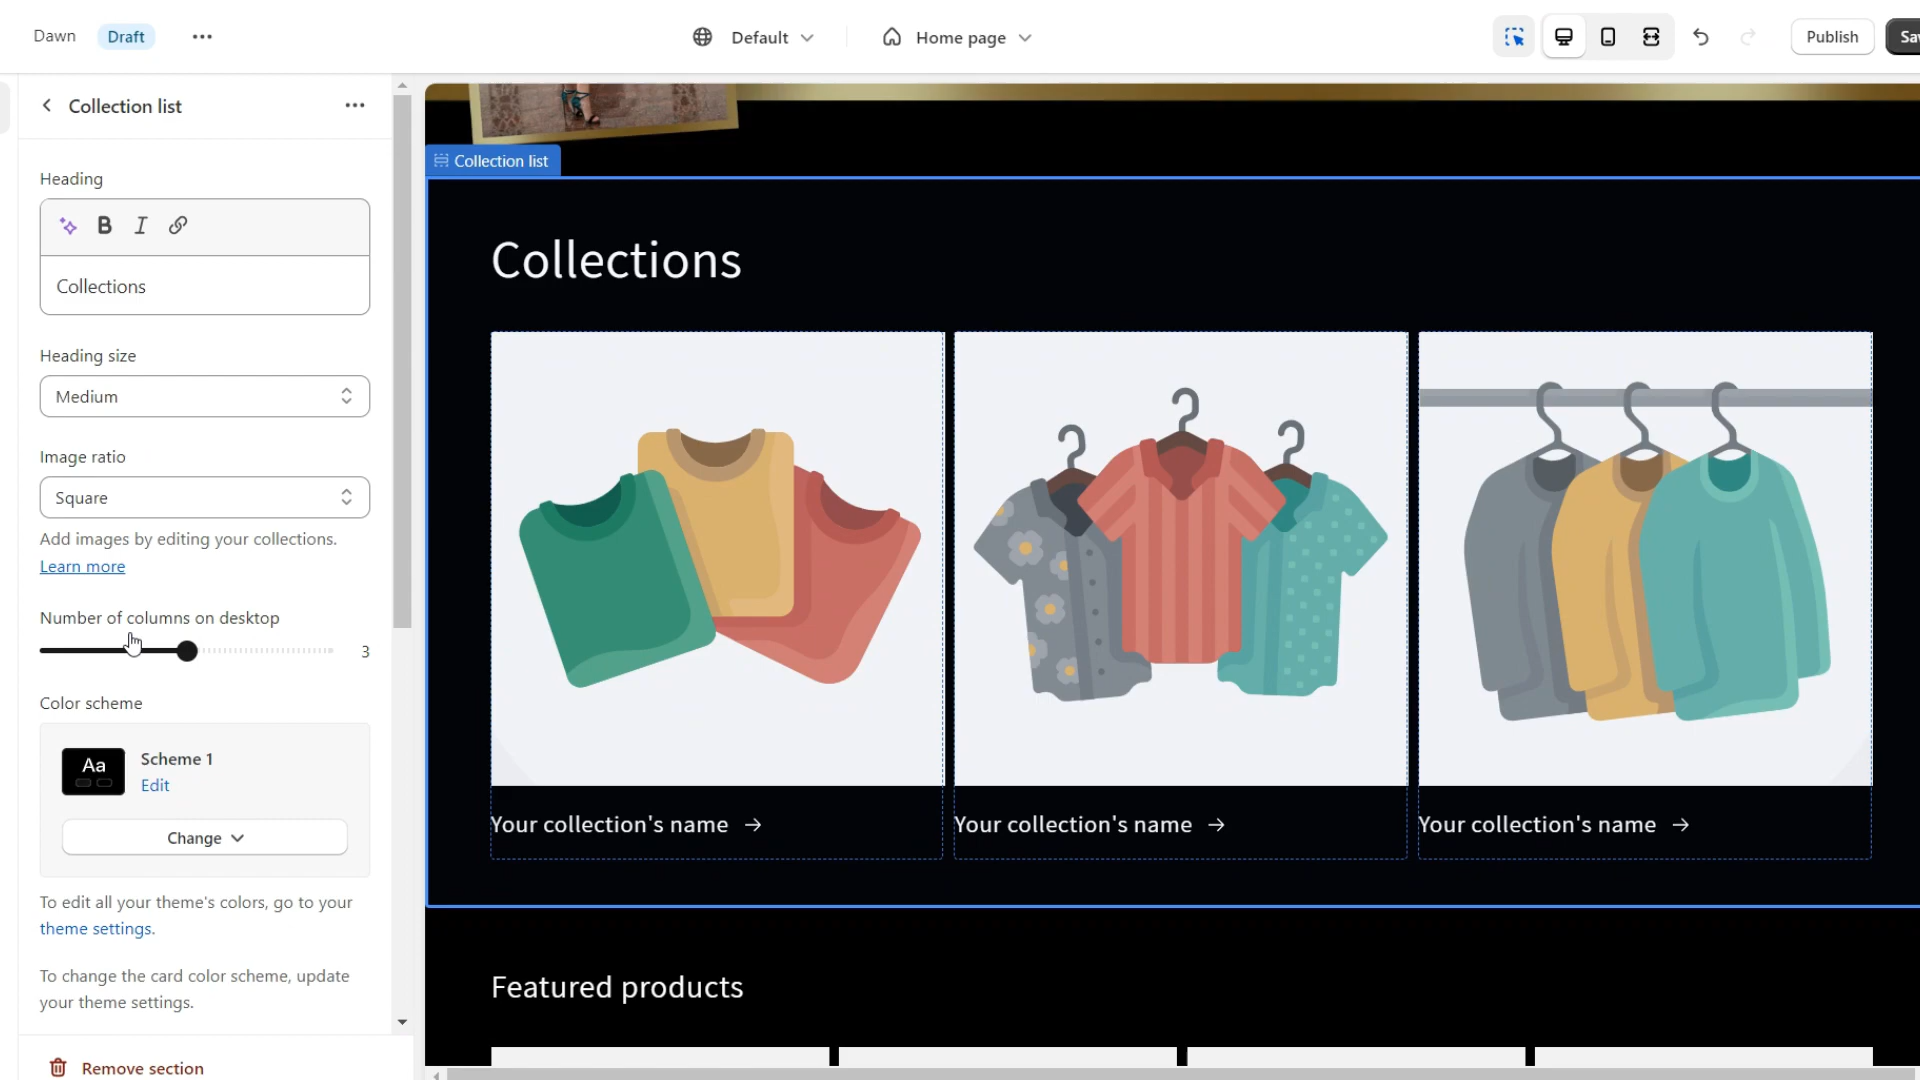 Dawn
Draft
Default
Home page
Publish
Sav
Collection list
Heading
Collections
Heading size
Medium
Image ratio
Square
Add images by editing your collections.
Learn more
Number of columns on desktop
3
Color scheme
Aa
Scheme 1
Edit
Change
To edit all your theme's colors, go to your
theme settings.
To change the card color scheme, update
your theme settings.
Remove section
Collection list
Collections
Your collection's name →
Your collection's name →
Your collection's name →
Featured products